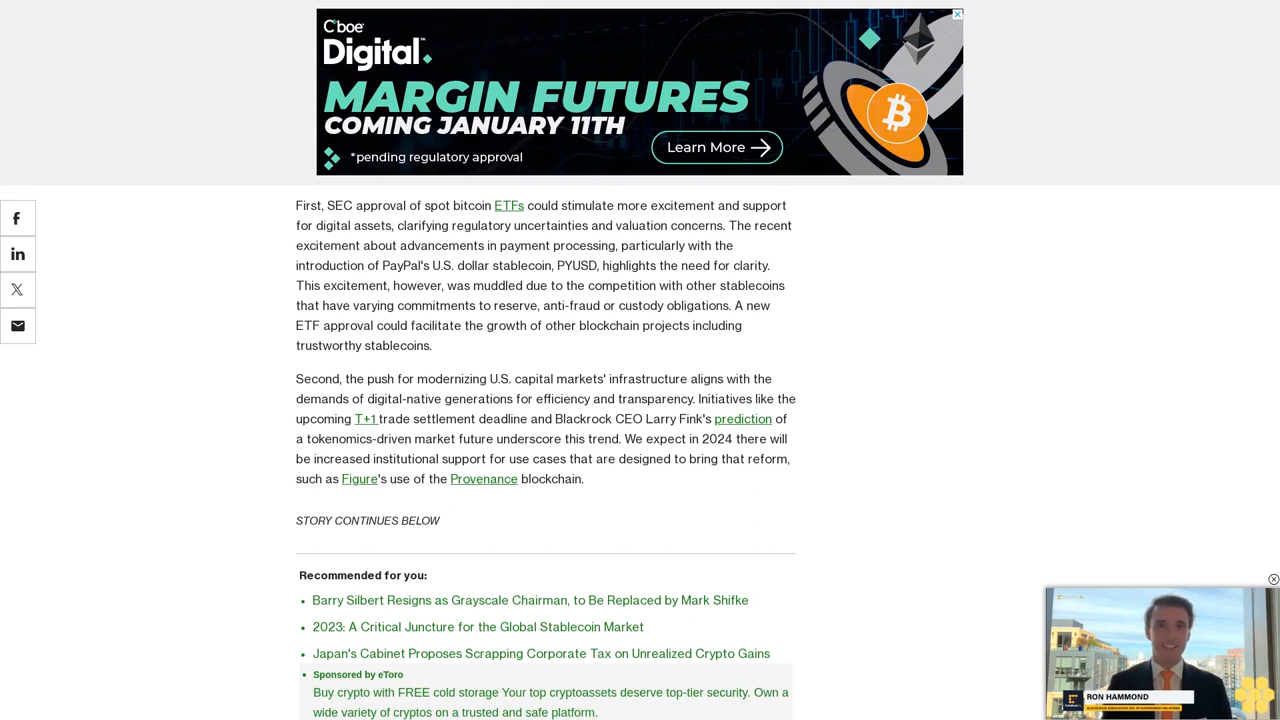 Cboe
Digital™
MARGIN FUTURES
COMING JANUARY 11TH
*pending regulatory approval
Learn More
First, SEC approval of spot bitcoin ETFs could stimulate more excitement and support
for digital assets, clarifying regulatory uncertainties and valuation concerns. The recent
excitement about advancements in payment processing, particularly with the
introduction of PayPal's U.S. dollar stablecoin, PYUSD, highlights the need for clarity.
This excitement, however, was muddled due to the competition with other stablecoins
that have varying commitments to reserve, anti-fraud or custody obligations. A new
ETF approval could facilitate the growth of other blockchain projects including
trustworthy stablecoins.
Second, the push for modernizing U.S. capital markets' infrastructure aligns with the
demands of digital-native generations for efficiency and transparency. Initiatives like the
upcoming T+1 trade settlement deadline and Blackrock CEO Larry Fink's prediction of
a tokenomics-driven market future underscore this trend. We expect in 2024 there will
be increased institutional support for use cases that are designed to bring that reform,
such as Figure's use of the Provenance blockchain.
STORY CONTINUES BELOW
Recommended for you:
Barry Silbert Resigns as Grayscale Chairman, to Be Replaced by Mark Shifke
2023: A Critical Juncture for the Global Stablecoin Market
Japan's Cabinet Proposes Scrapping Corporate Tax on Unrealized Crypto Gains
Sponsored by eToro
Buy crypto with FREE cold storage Your top cryptoassets deserve top-tier security. Own a
wide variety of cryptos on a trusted and safe platform.
RON HAMMOND